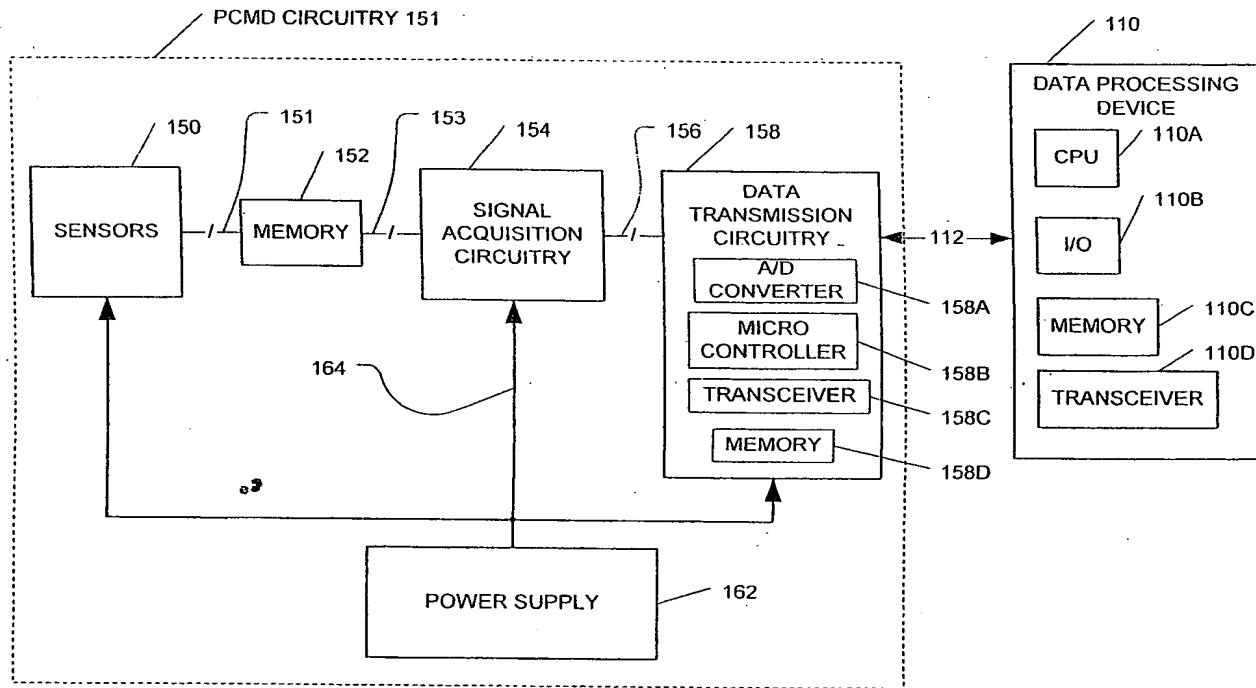 PCMD CIRCUITRY 151
110
DATA PROCESSING
DEVICE
CPU
110A
I/O
110B
MEMORY
110C
110D
TRANSCEIVER
150
151
153
154
156
158
152
SENSORS
MEMORY
SIGNAL
ACQUISITION
CIRCUITRY
DATA
TRANSMISSION
CIRCUITRY
112
A/D
CONVERTER
158A
MICRO
CONTROLLER
158B
TRANSCEIVER
158C
MEMORY
158D
164
POWER SUPPLY
162